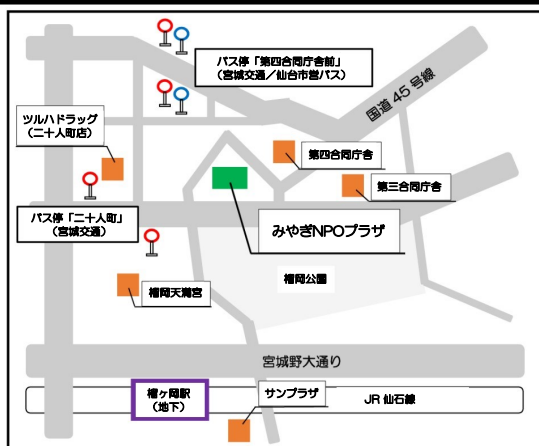 バス停「第四合同庁舎前」
(宮城交通/仙台市営バス)
国道 45 号線
ツルハドラッグ
(二十人町店)
第四合同庁舎
第三合同庁舎
バス停「二十人町」
(宮城交通)
みやぎNPOプラザ
榴岡公園
榴岡天満宮
宮城野大通り
榴ヶ岡駅
(地下)
サンプラザ
JR 仙石線